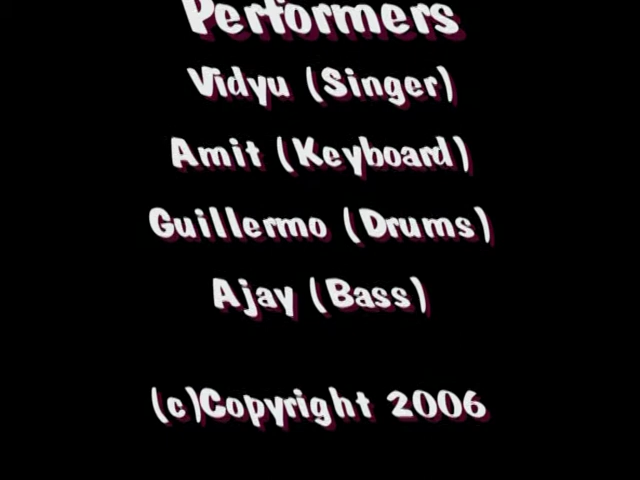 Performers
Vidyu (Singer)
Amit (Keyboard)
Guillermo (Drums)
Ajay (Bass)
(c)Copyright 2006